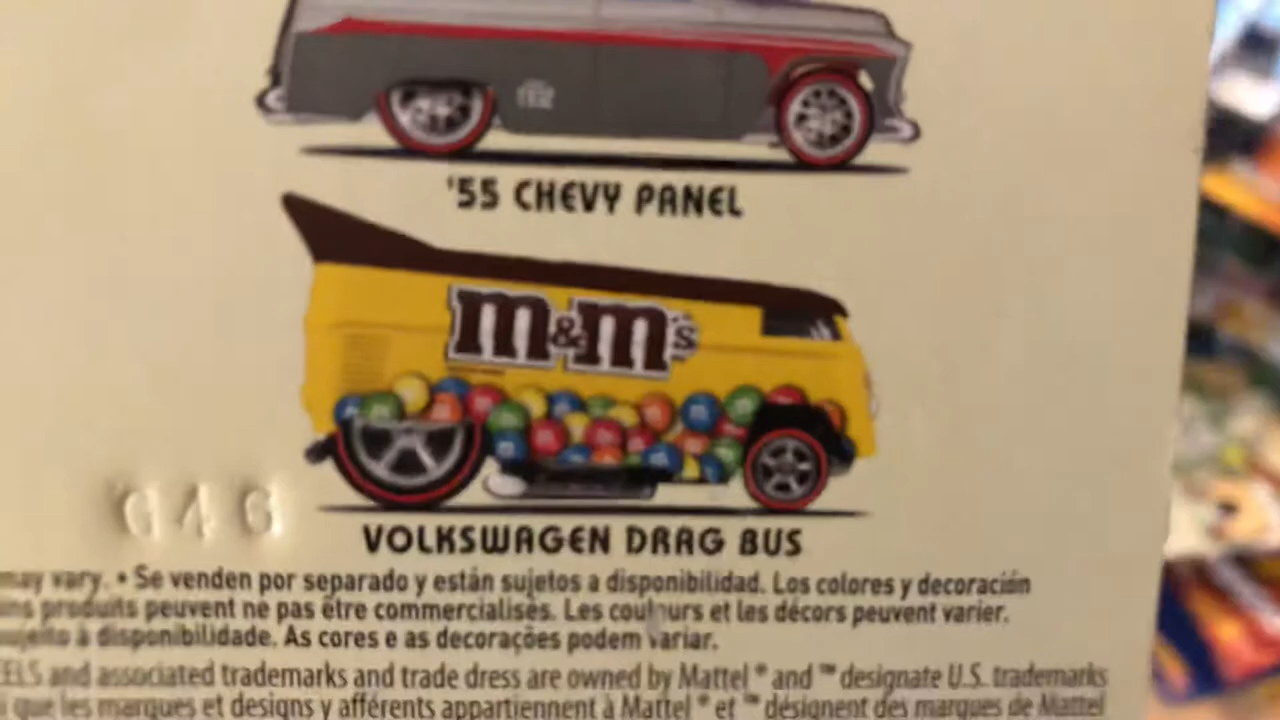 '55 CHEVY PANEL
m&m's
VOLKSWAGEN DRAG BUS
may vary. • Se venden por separado y están sujetos a disponibilidad. Los colores y decoración
produits peuvent ne pas être commercialisés. Les couleurs et les décors peuvent varier.
à disponibilidade. As cores e as decorações podem variar.
and associated trademarks and trade dress are owned by Mattel ® and ™ designate U.S. trademarks
que les marques et designs y afférents appartiennent à Mattel ® et ™ désignent des marques de Mattel